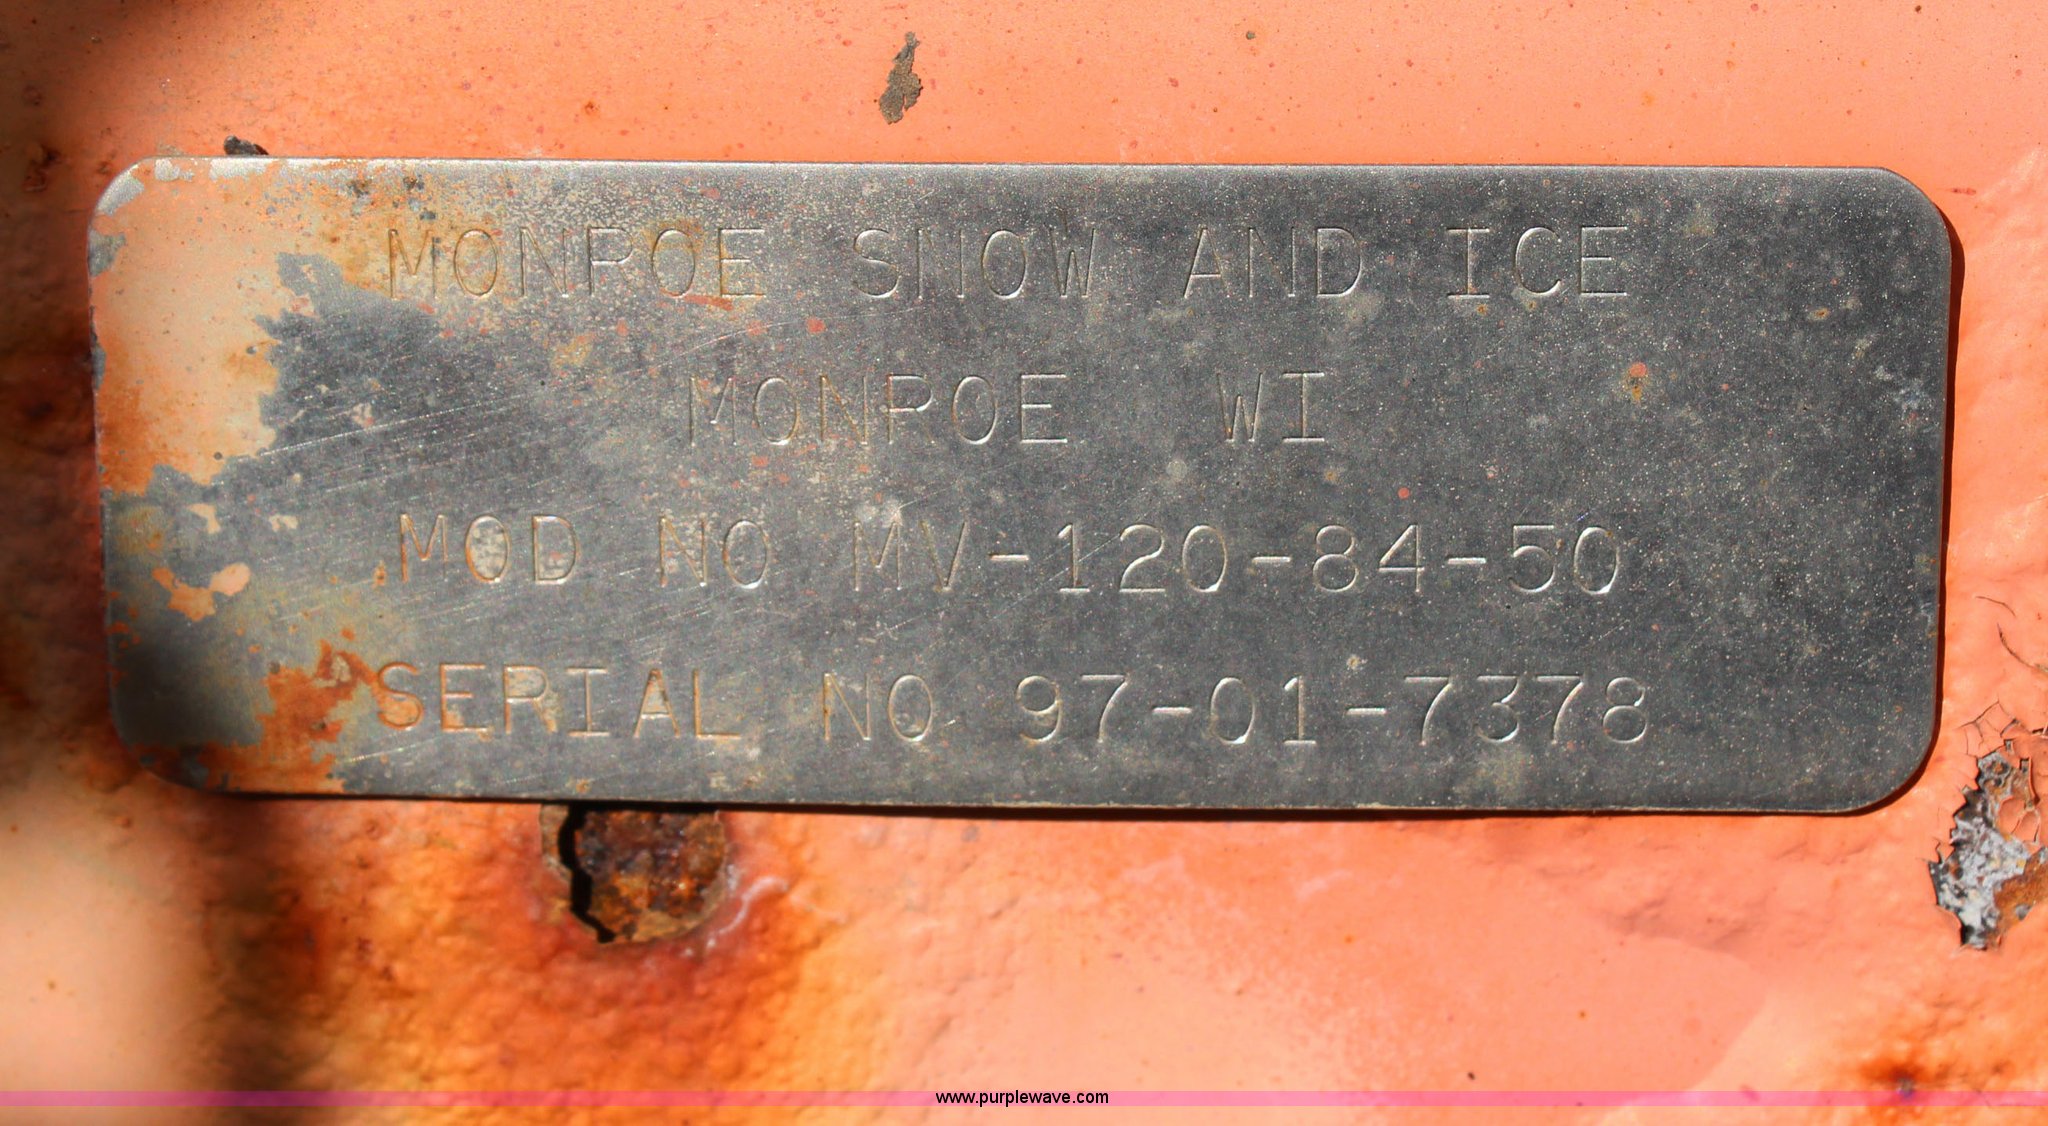 MONROE SNOW AND ICE
MONROE WI
MOD NO MV-120-84-50
SERIAL NO 97-01-7378
www.purplewave.com